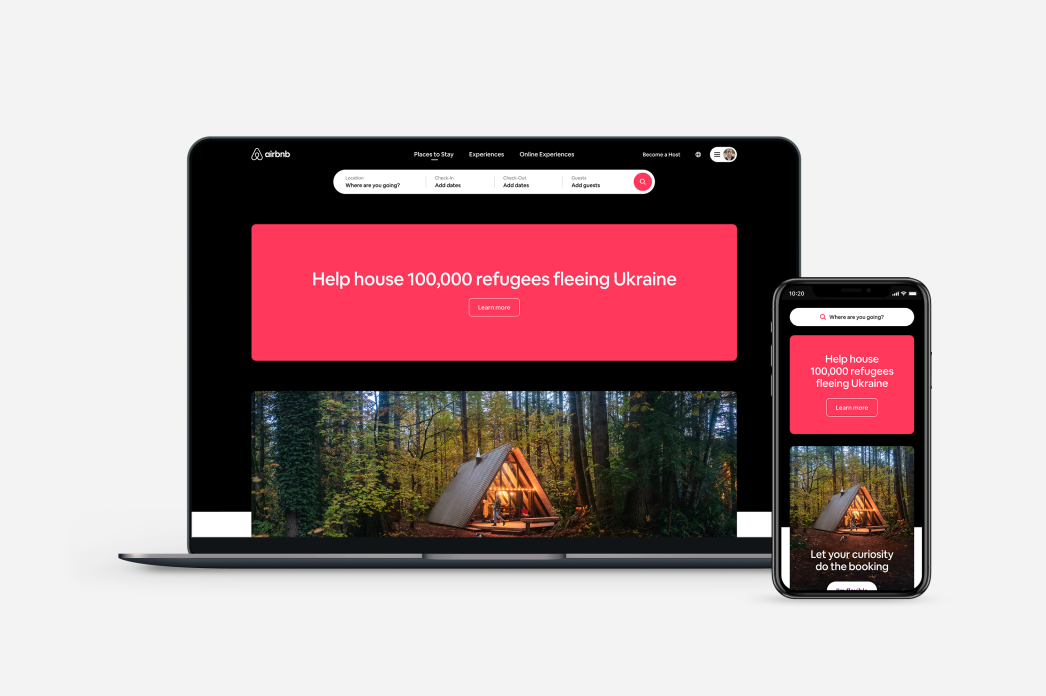 airbnb
Places to Stay Experiences Online Experiences
Become a Host
Location Check-In Check-Out Guests
Where are you going? Add dates Add dates Add guests
Help house 100,000 refugees fleeing Ukraine
Learn more
10:20
Where are you going?
Help house
100,000 refugees
fleeing Ukraine
Learn more
Let your curiosity
do the booking